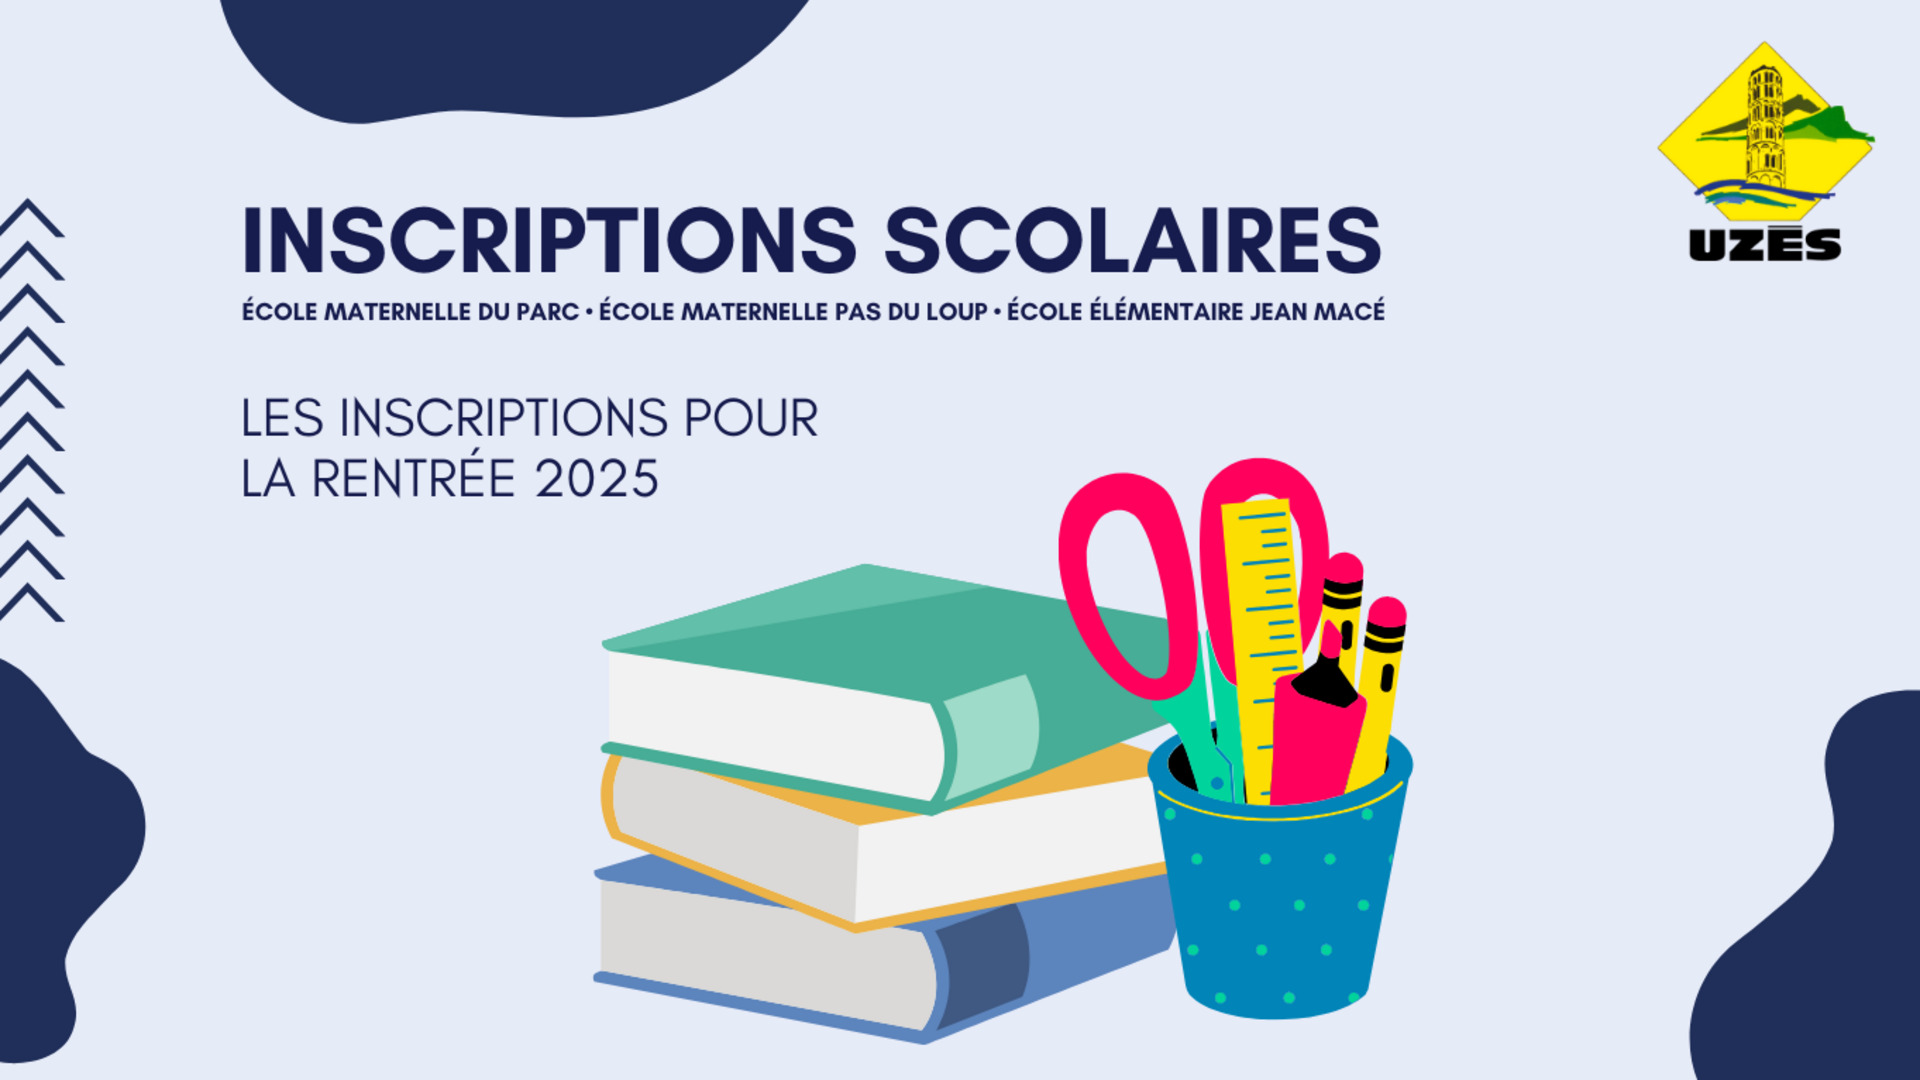 INSCRIPTIONS SCOLAIRES
ÉCOLE MATERNELLE DU PARC • ÉCOLE MATERNELLE PAS DU LOUP • ÉCOLE ÉLÉMENTAIRE JEAN MACÉ
LES INSCRIPTIONS POUR
LA RENTRÉE 2025
UZĒS